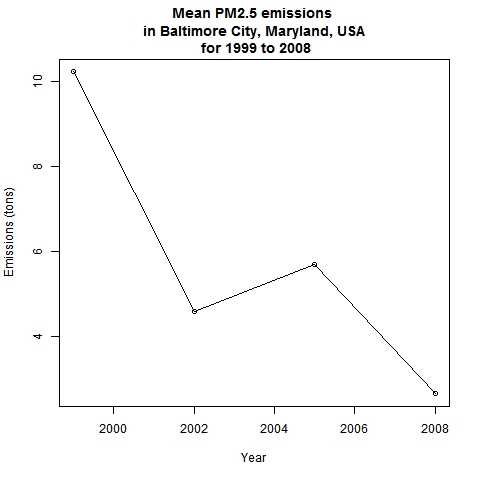 Mean PM2.5 emissions
in Baltimore City, Maryland, USA
for 1999 to 2008
Emissions (tons)
10
8
6
4
2000
2002
2004
2006
2008
Year